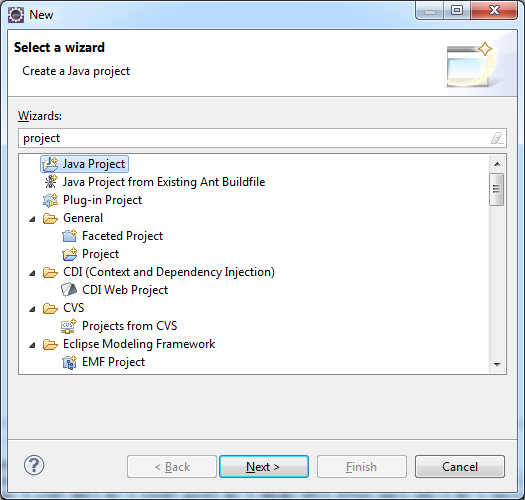 New
Select a wizard
Create a Java project
Wizards:
project
Java Project
Java Project from Existing Ant Buildfile
Plug-in Project
General
Faceted Project
Project
CDI (Context and Dependency Injection)
CDI Web Project
CVS
Projects from CVS
Eclipse Modeling Framework
EMF Project
? < Back Next > Finish Cancel